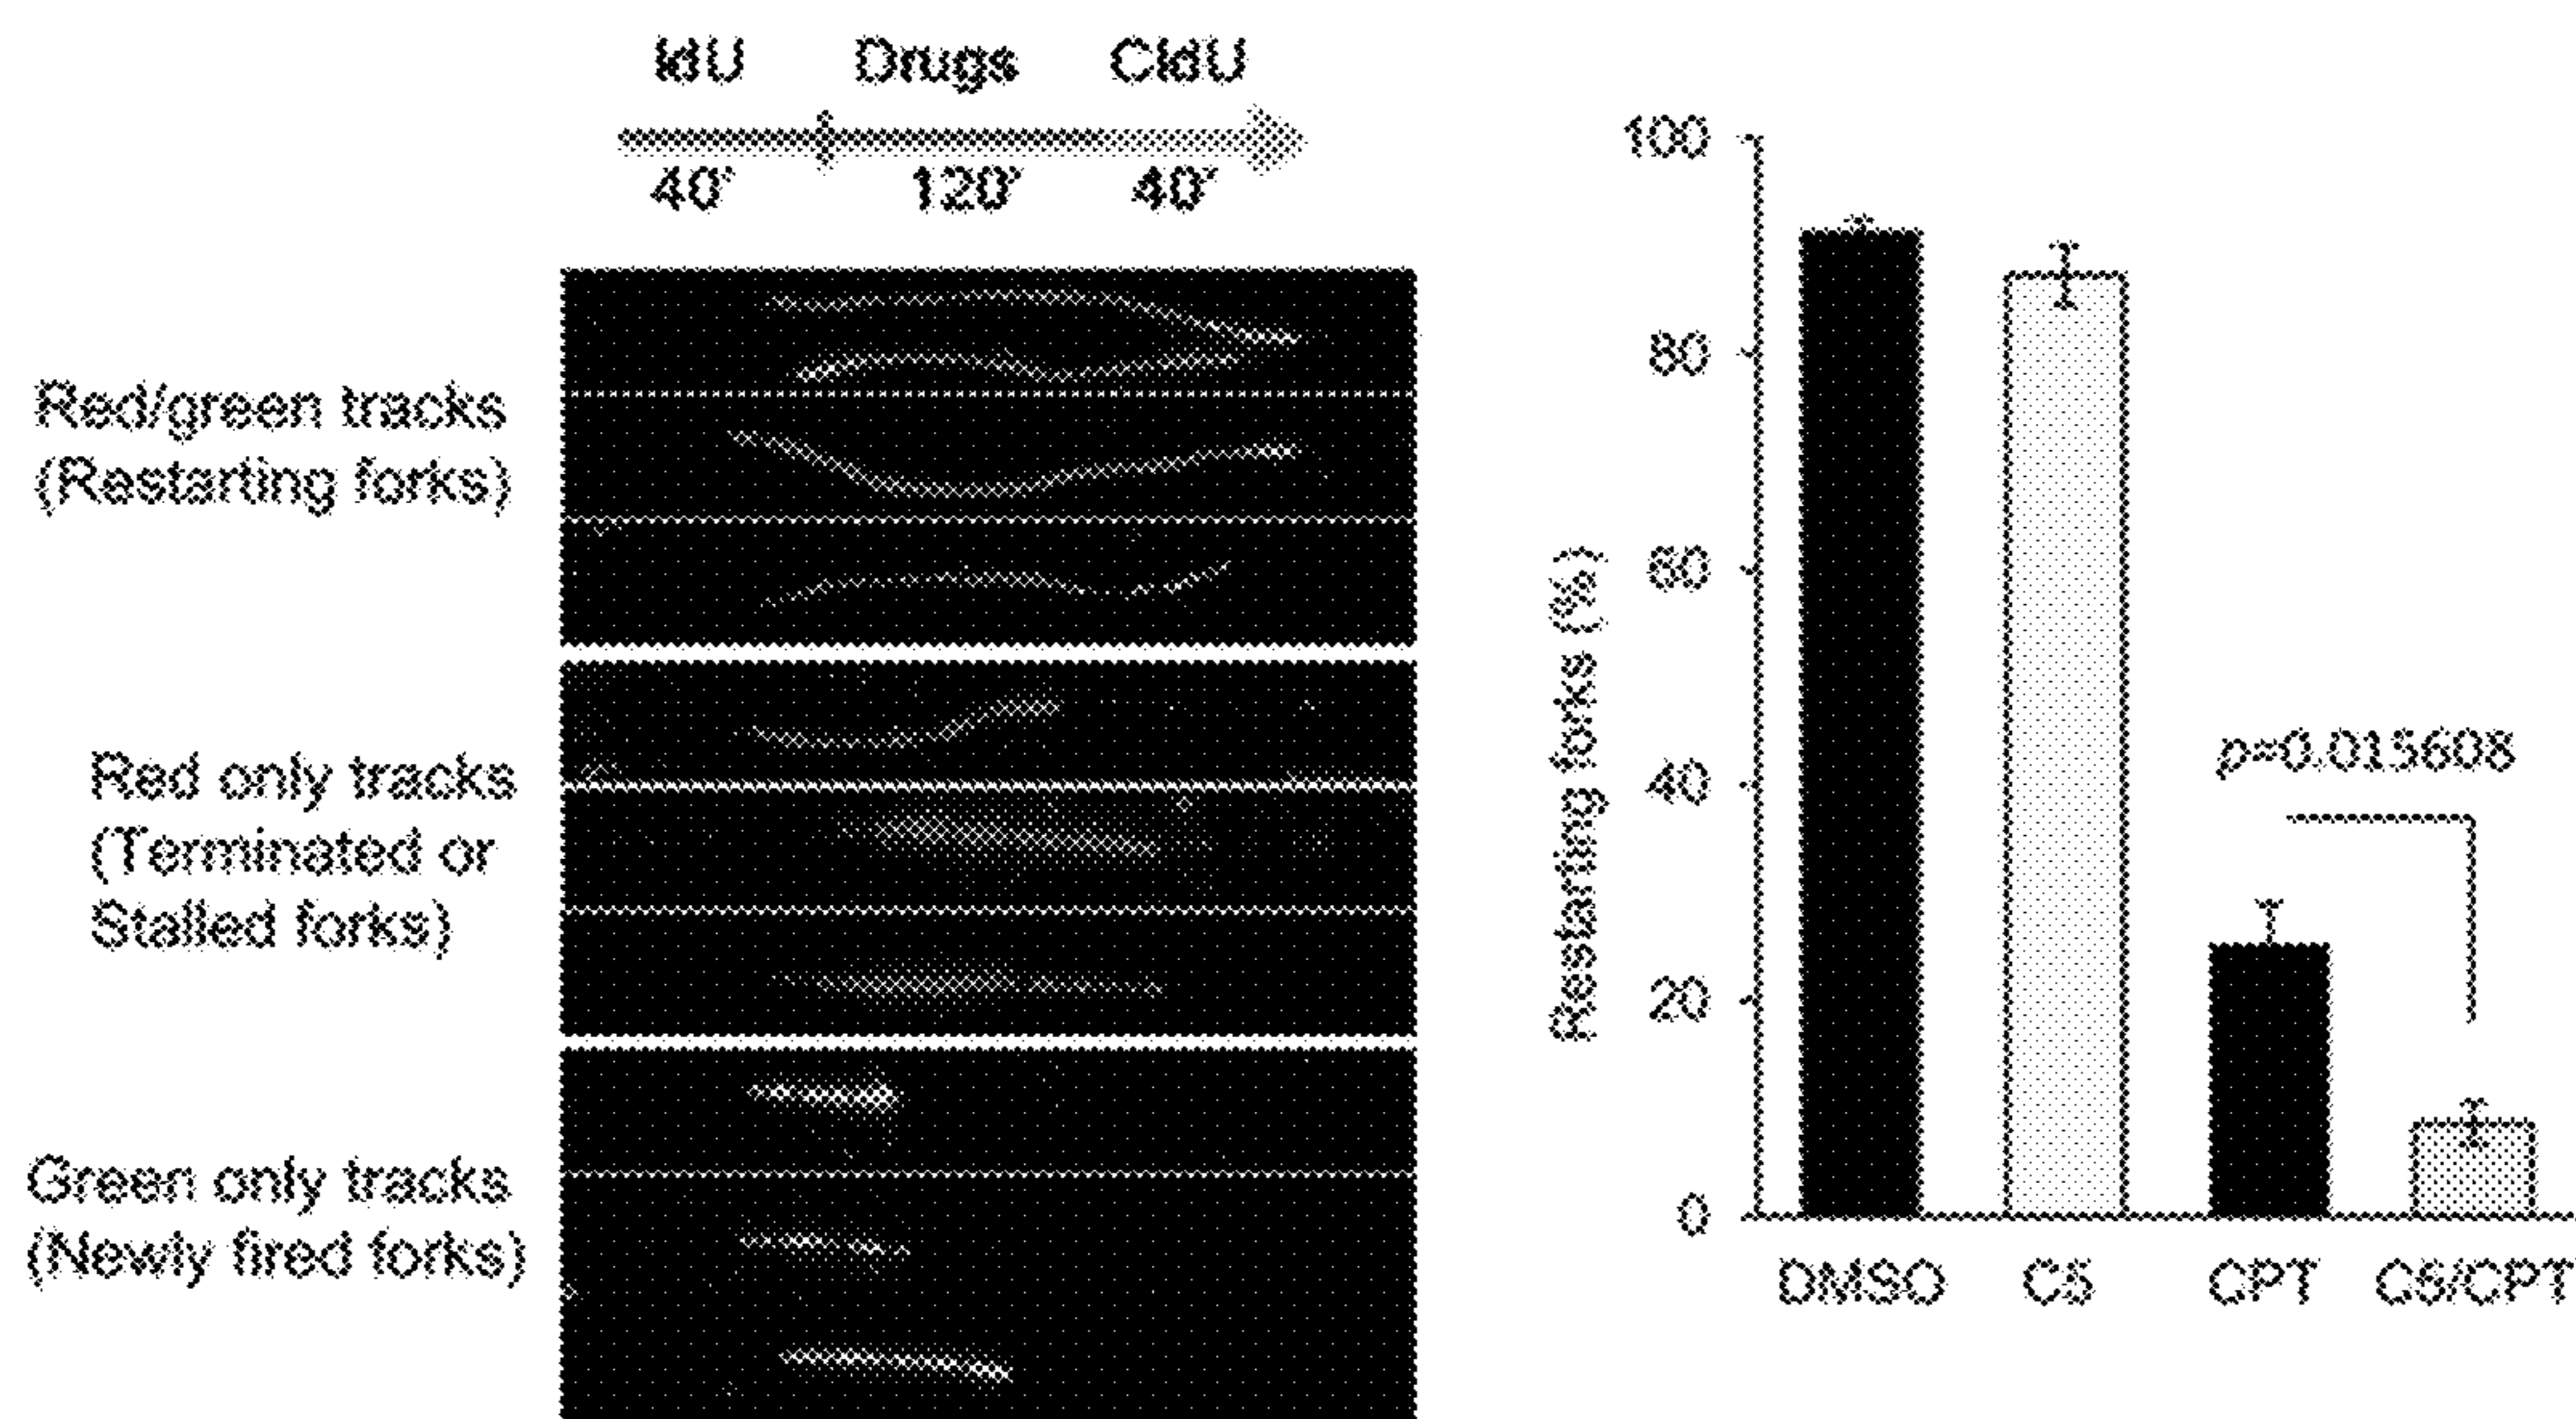 IdU Drugs CldU
40' 120' 40'
Red/green tracks
(Restarting forks)
Red only tracks
(Terminated or
Stalled forks)
Green only tracks
(Newly fired forks)
Restarting forks (%)
100
80
60
40
20
0
p=0.015608
DMSO C5 CPT C5/CPT